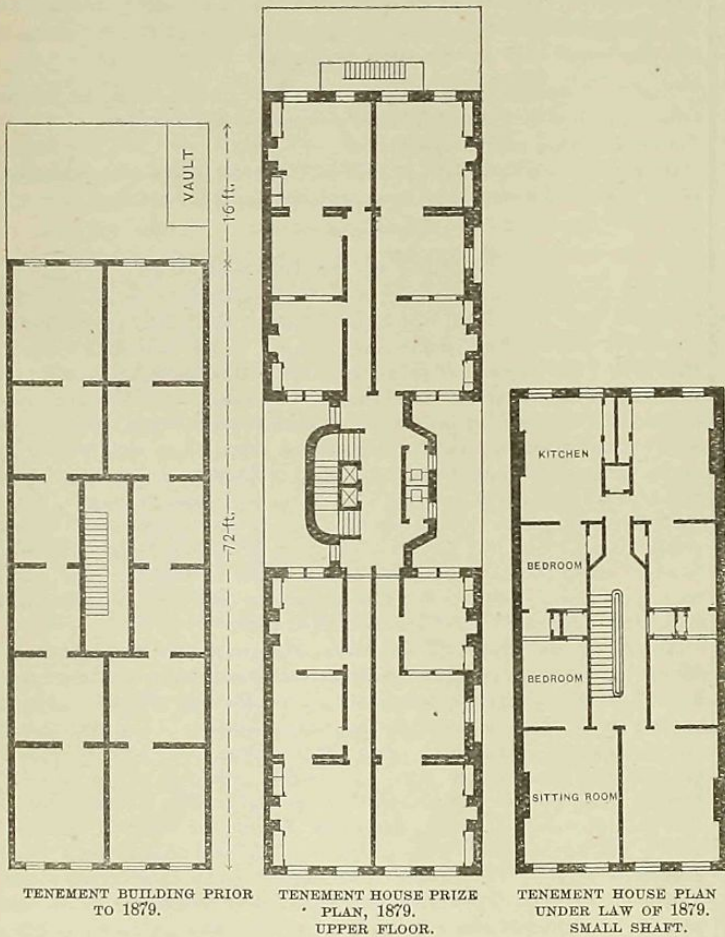 VAULT
16 ft.
72 ft.
KITCHEN
BEDROOM
BEDROOM
SITTING ROOM
TENEMENT BUILDING PRIOR
TO 1879.
TENEMENT HOUSE PRIZE
PLAN, 1879.
UPPER FLOOR.
TENEMENT HOUSE PLAN
UNDER LAW OF 1879.
SMALL SHAFT.